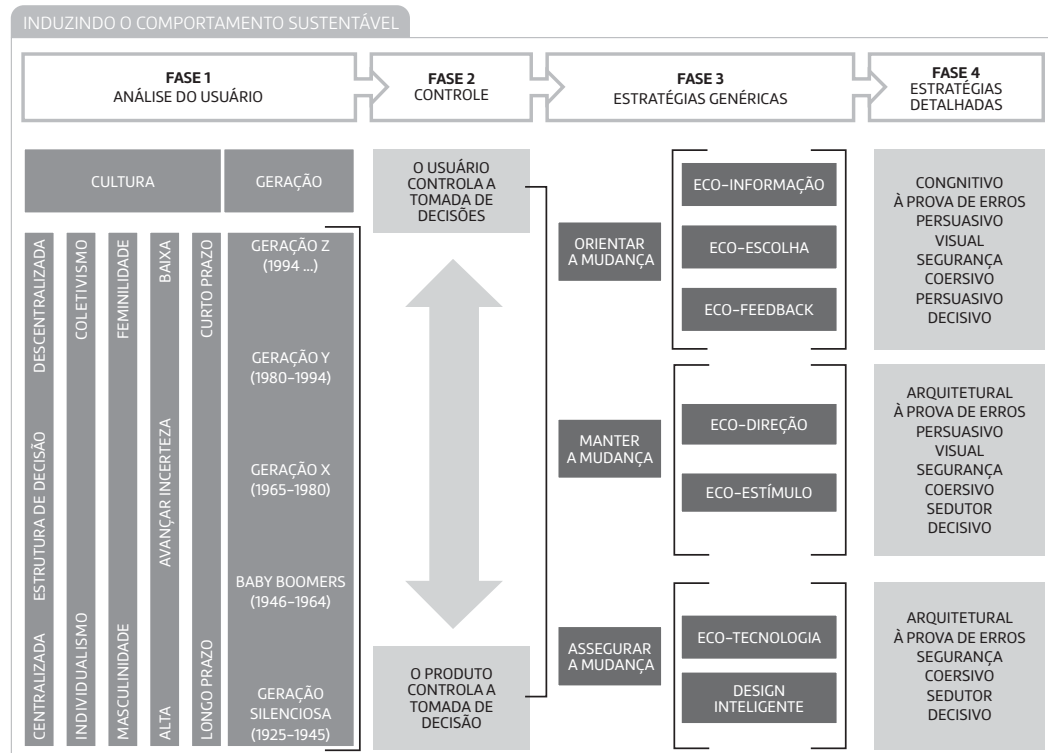 INDUZINDO O COMPORTAMENTO SUSTENTÁVEL
FASE 1
ANÁLISE DO USUÁRIO
FASE 2
CONTROLE
FASE 3
ESTRATÉGIAS GENÉRICAS
FASE 4
ESTRATÉGIAS
DETALHADAS
CULTURA
GERAÇÃO
DESCENTRALIZADA
ESTRUTURA DE DECISÃO
CENTRALIZADA
COLETIVISMO
INDIVIDUALISMO
FEMINILIDADE
MASCULINIDADE
BAIXA
AVANÇAR INCERTEZA
ALTA
CURTO PRAZO
LONGO PRAZO
GERAÇÃO Z
(1994 ...)
GERAÇÃO Y
(1980–1994)
GERAÇÃO X
(1965–1980)
BABY BOOMERS
(1946–1964)
GERAÇÃO
SILENCIOSA
(1925–1945)
O USUÁRIO
CONTROLA A
TOMADA DE
DECISÕES
O PRODUTO
CONTROLA A
TOMADA DE
DECISÃO
ORIENTAR
A MUDANÇA
ECO-INFORMAÇÃO
ECO-ESCOLHA
ECO-FEEDBACK
CONGNITIVO
À PROVA DE ERROS
PERSUASIVO
VISUAL
SEGURANÇA
COERSIVO
PERSUASIVO
DECISIVO
MANTER
A MUDANÇA
ECO-DIREÇÃO
ECO-ESTÍMULO
ARQUITETURAL
À PROVA DE ERROS
PERSUASIVO
VISUAL
SEGURANÇA
COERSIVO
SEDUTOR
DECISIVO
ASSEGURAR
A MUDANÇA
ECO-TECNOLOGIA
DESIGN
INTELIGENTE
ARQUITETURAL
À PROVA DE ERROS
SEGURANÇA
COERSIVO
SEDUTOR
DECISIVO